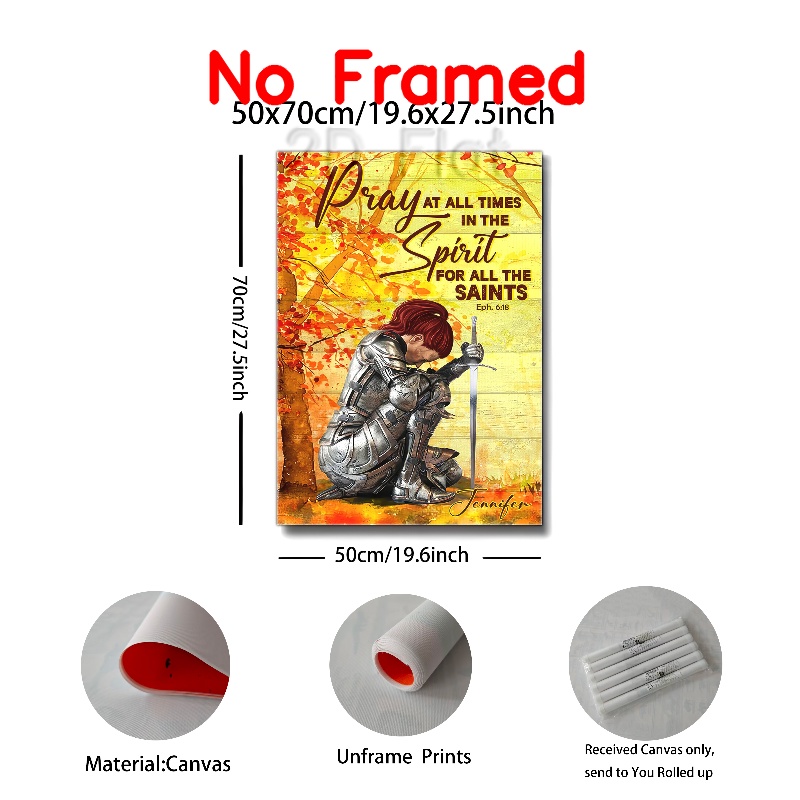 No Framed
50x70cm/19.6x27.5inch
2D Flat
Pray AT ALL TIMES
IN THE
Spirit
FOR ALL THE
SAINTS
Eph. 6:18
70cm/27.5inch
Jennifer
50cm/19.6inch
Material:Canvas
Unframe Prints
Received Canvas only,
send to You Rolled up